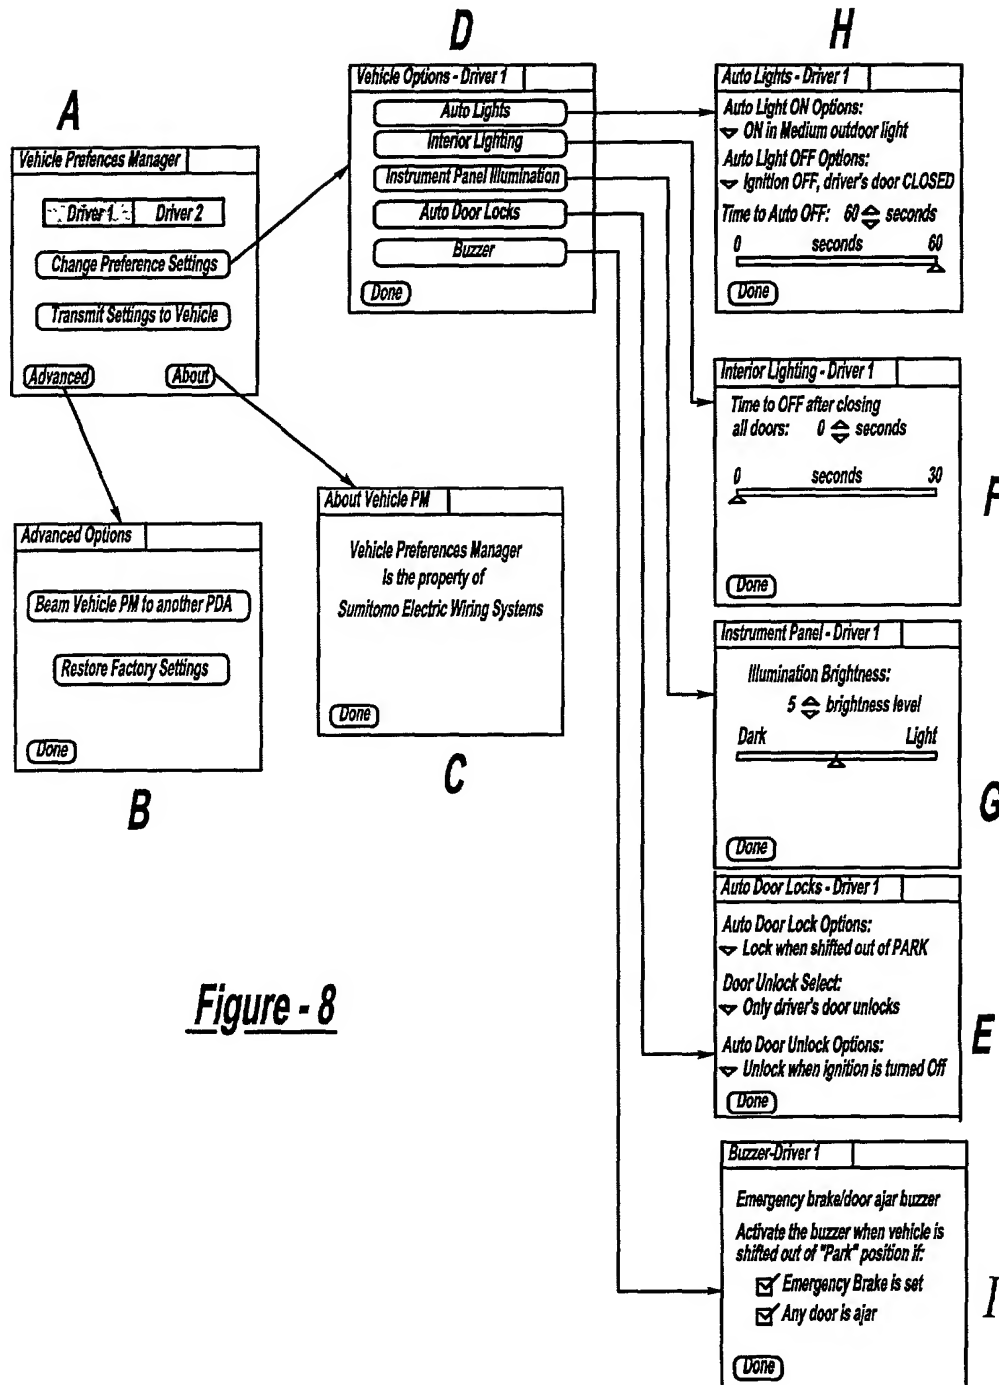 A
Vehicle Prefences Manager
Driver 1 Driver 2
Change Preference Settings
Transmit Settings to Vehicle
Advanced About
D
Vehicle Options - Driver 1
Auto Lights
Interior Lighting
Instrument Panel Illumination
Auto Door Locks
Buzzer
Done
H
Auto Lights - Driver 1
Auto Light ON Options:
ON in Medium outdoor light
Auto Light OFF Options:
Ignition OFF, driver's door CLOSED
Time to Auto OFF: 60 seconds
0 seconds 60
Done
Interior Lighting - Driver 1
Time to OFF after closing
all doors: 0 seconds
0 seconds 30
Done
F
Advanced Options
Beam Vehicle PM to another PDA
Restore Factory Settings
Done
B
About Vehicle PM
Vehicle Preferences Manager
Is the property of
Sumitomo Electric Wiring Systems
Done
C
Instrument Panel - Driver 1
Illumination Brightness:
5 brightness level
Dark Light
Done
G
Auto Door Locks - Driver 1
Auto Door Lock Options:
Lock when shifted out of PARK
Door Unlock Select:
Only driver's door unlocks
Auto Door Unlock Options:
Unlock when ignition is turned Off
Done
E
Figure - 8
Buzzer-Driver 1
Emergency brake/door ajar buzzer
Activate the buzzer when vehicle is
shifted out of "Park" position if:
Emergency Brake is set
Any door is ajar
Done
I